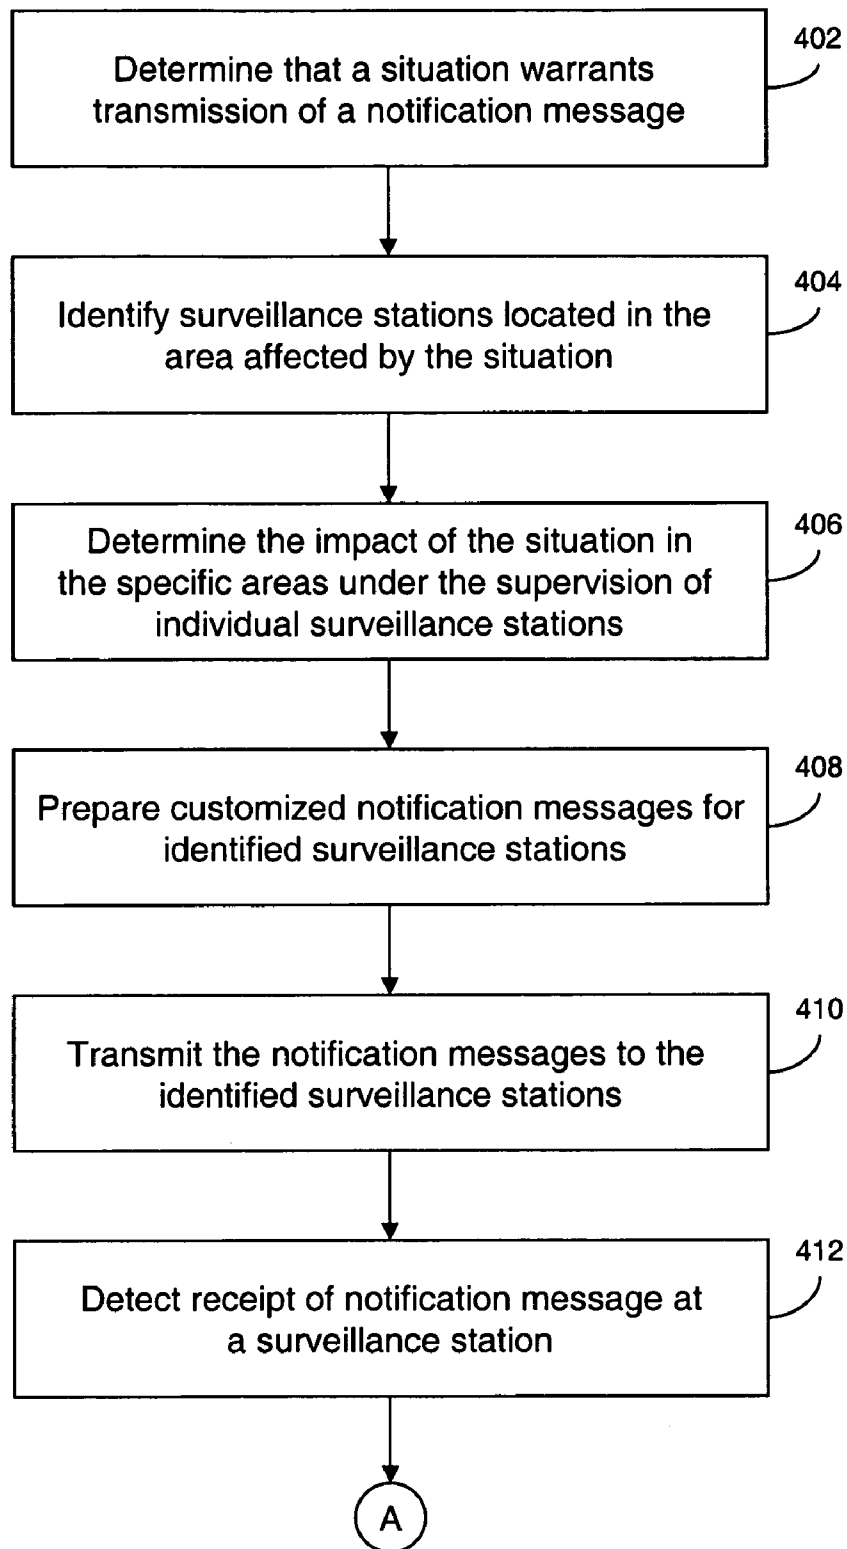 402
Determine that a situation warrants
transmission of a notification message
404
Identify surveillance stations located in the
area affected by the situation
406
Determine the impact of the situation in
the specific areas under the supervision of
individual surveillance stations
408
Prepare customized notification messages for
identified surveillance stations
410
Transmit the notification messages to the
identified surveillance stations
412
Detect receipt of notification message at
a surveillance station
A